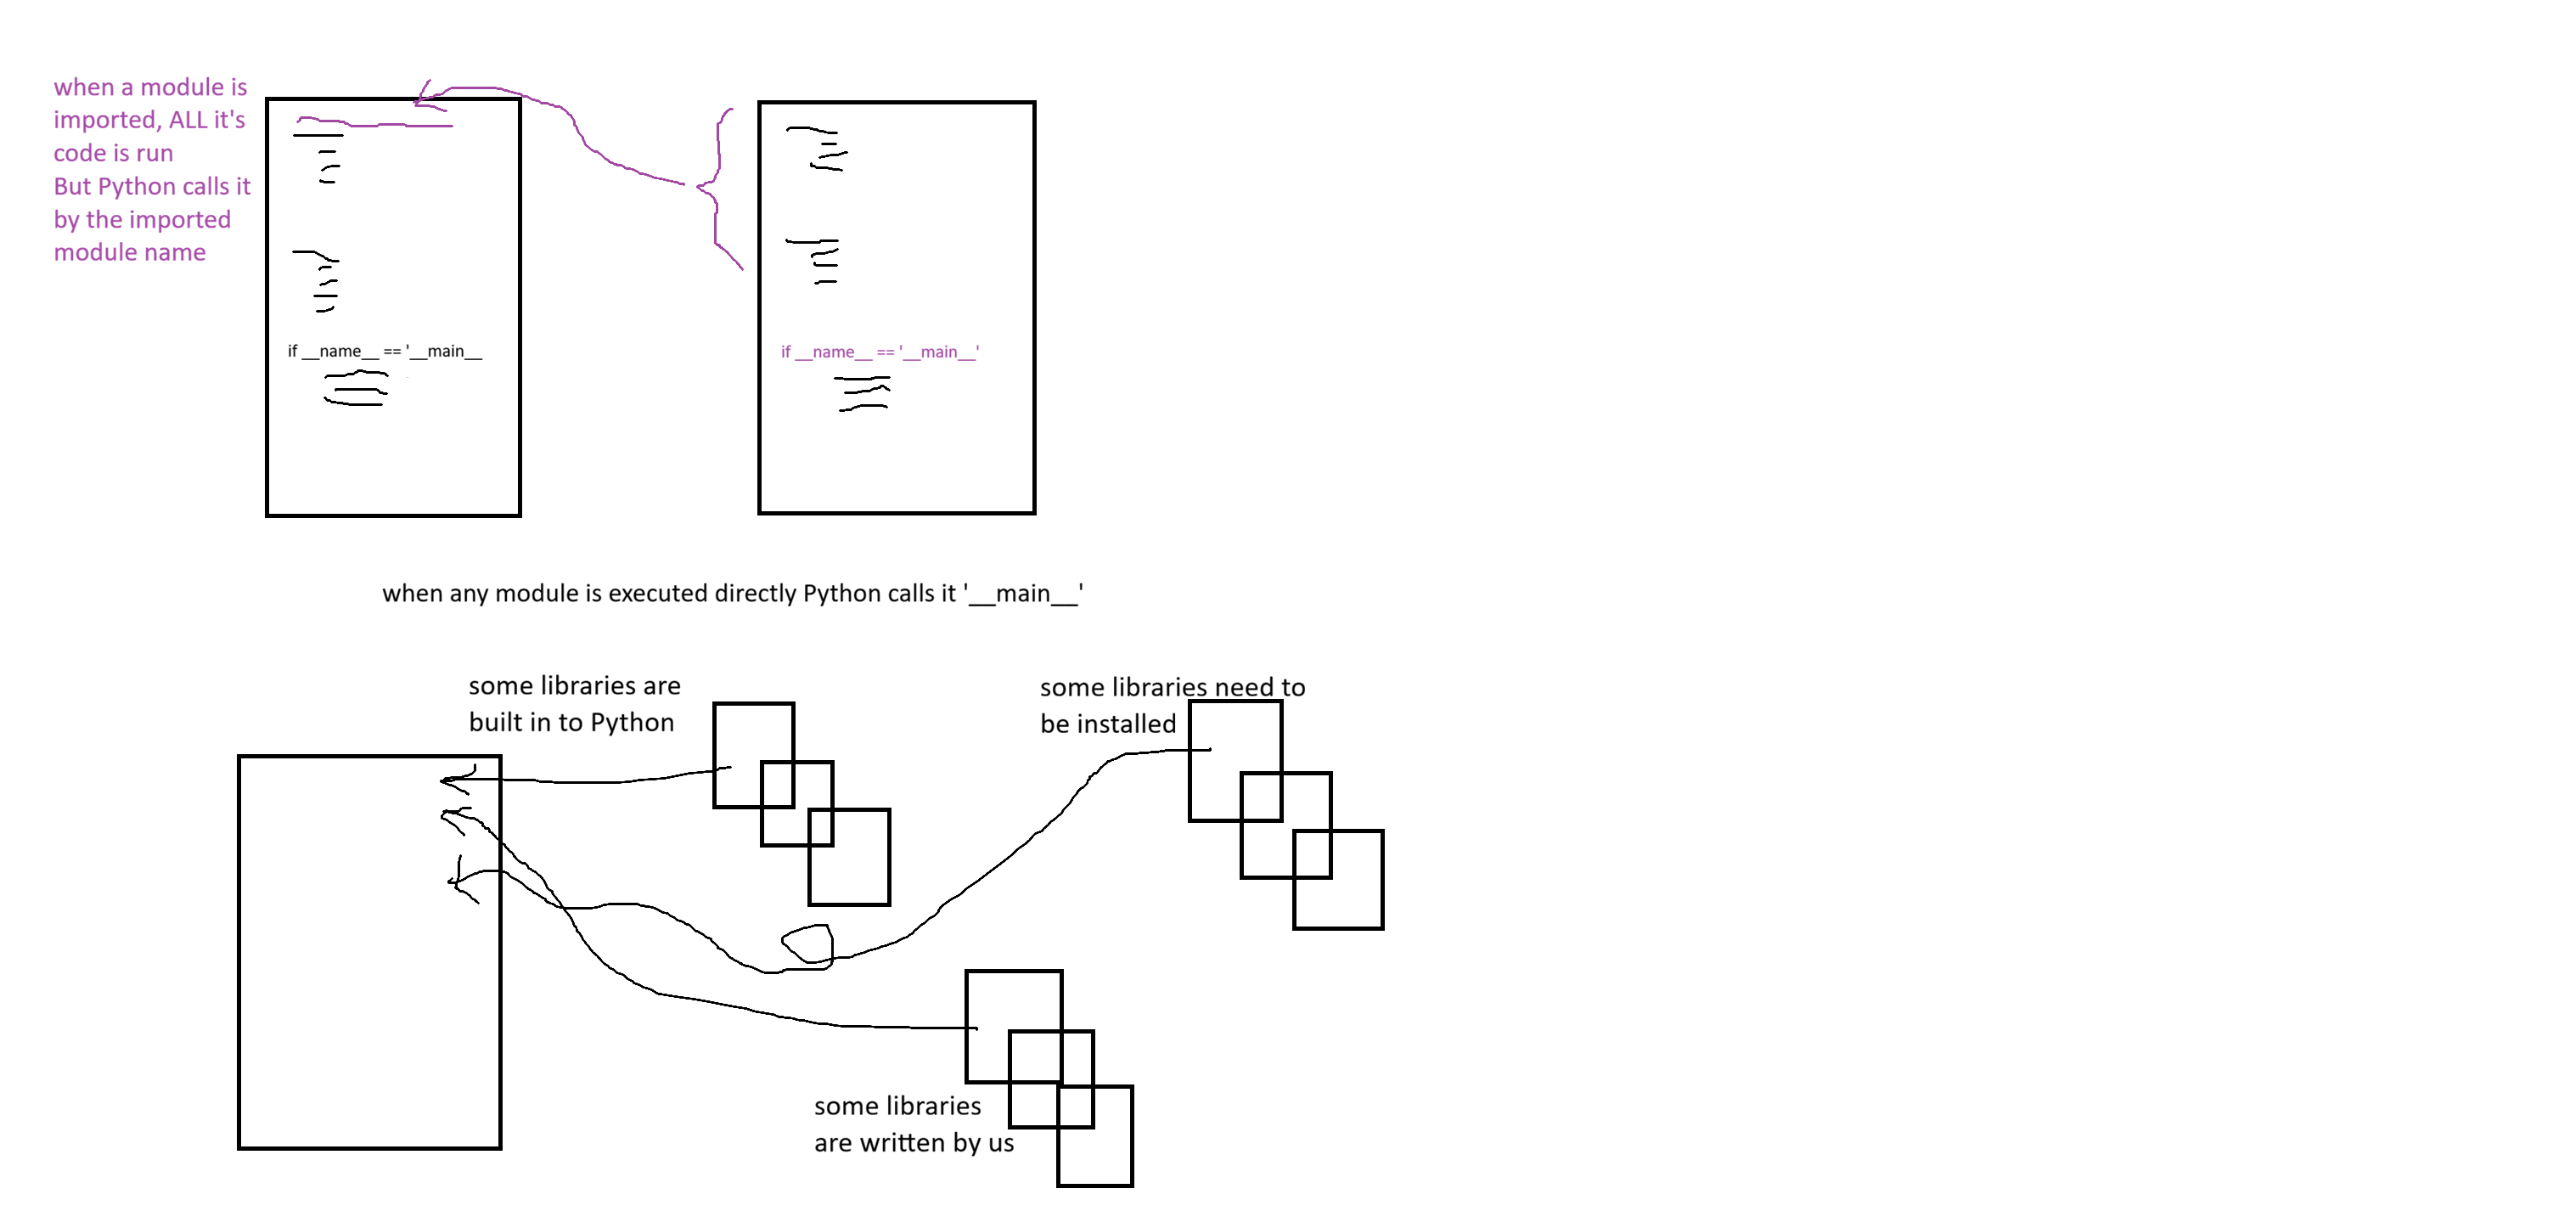 when a module is
imported, ALL it's
code is run
But Python calls it
by the imported
module name
if __name__ == '__main__
if __name__ == '__main__'
when any module is executed directly Python calls it '__main__'
some libraries are
built in to Python
some libraries need to
be installed
some libraries
are written by us